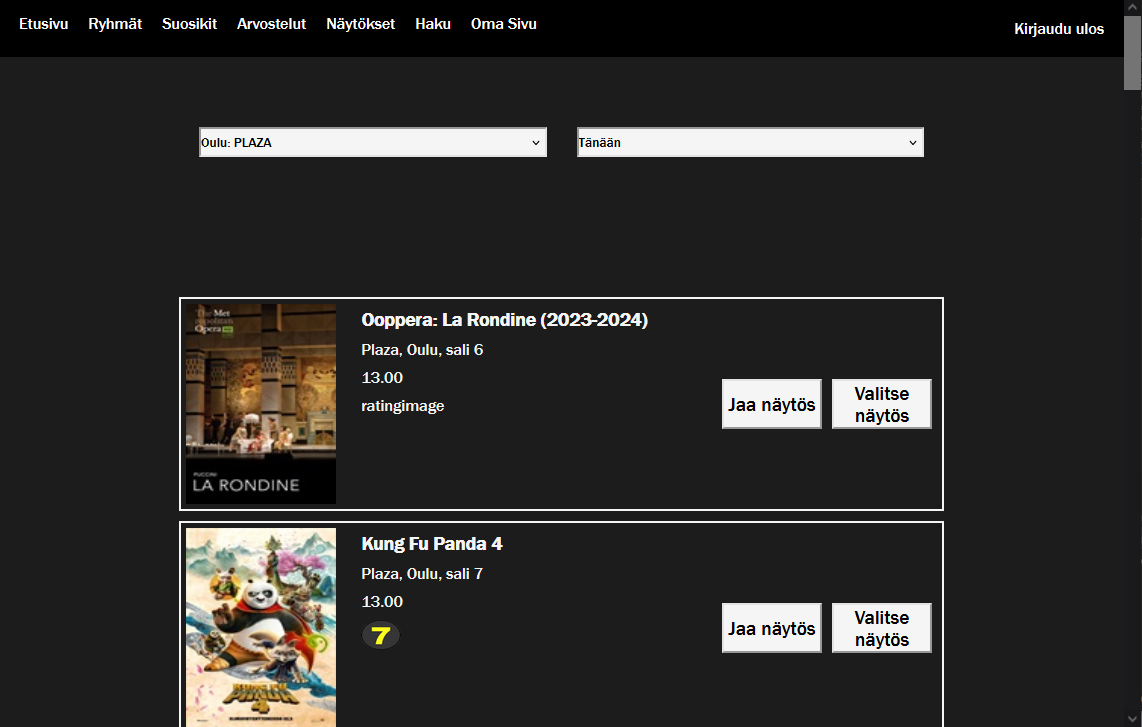 Etusivu Ryhmät Suosikit Arvostelut Näytökset Haku Oma Sivu Kirjaudu ulos
Oulu: PLAZA Tänään
The Met
Opera HD
PUCCINI
LA RONDINE
Ooppera: La Rondine (2023-2024)
Plaza, Oulu, sali 6
13.00
ratingimage
Jaa näytös
Valitse
näytös
KUNG FU
PANDA
4
Kung Fu Panda 4
Plaza, Oulu, sali 7
13.00
7
Jaa näytös
Valitse
näytös